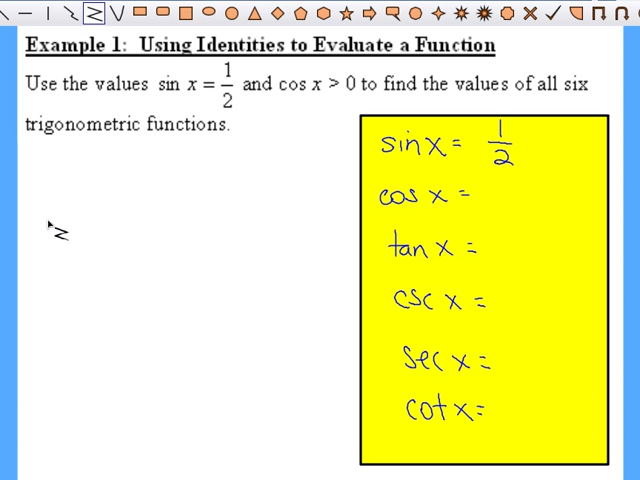 Example 1: Using Identities to Evaluate a Function
Use the values sin x = 1/2 and cos x > 0 to find the values of all six
trigonometric functions.
sin x = 1/2
cos x =
tan x =
csc x =
sec x =
cot x =